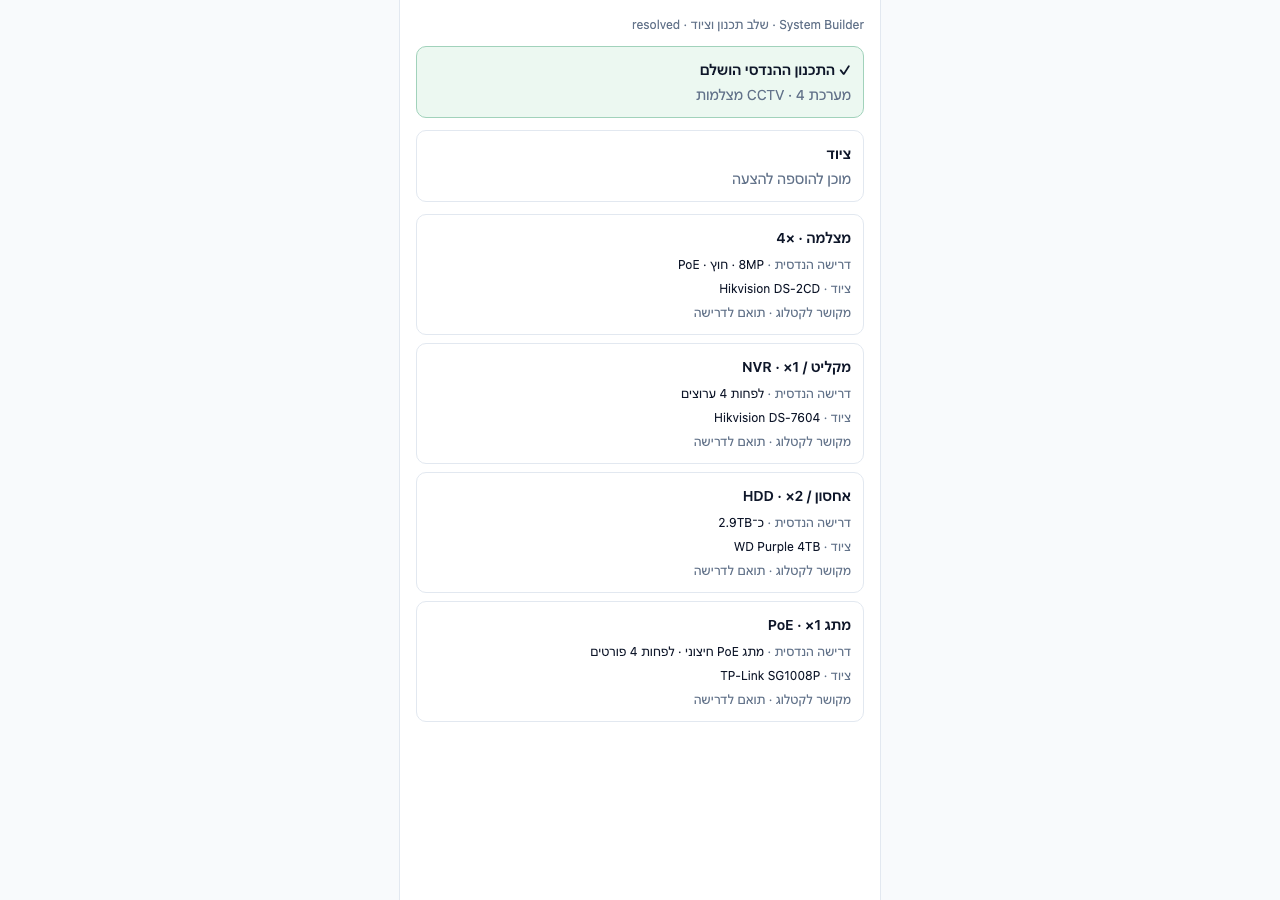 System Builder · שלב תכנון וציוד · resolved
✓ התכנון ההנדסי הושלם
מערכת CCTV · 4 מצלמות
ציוד
מוכן להוספה להצעה
מצלמה · ×4
דרישה הנדסית · 8MP · חוץ · PoE
ציוד · Hikvision DS-2CD
מקושר לקטלוג · תואם לדרישה
מקליט / NVR · ×1
דרישה הנדסית · לפחות 4 ערוצים
ציוד · Hikvision DS-7604
מקושר לקטלוג · תואם לדרישה
אחסון / HDD · ×2
דרישה הנדסית · כ־2.9TB
ציוד · WD Purple 4TB
מקושר לקטלוג · תואם לדרישה
מתג PoE · ×1
דרישה הנדסית · מתג PoE חיצוני · לפחות 4 פורטים
ציוד · TP-Link SG1008P
מקושר לקטלוג · תואם לדרישה